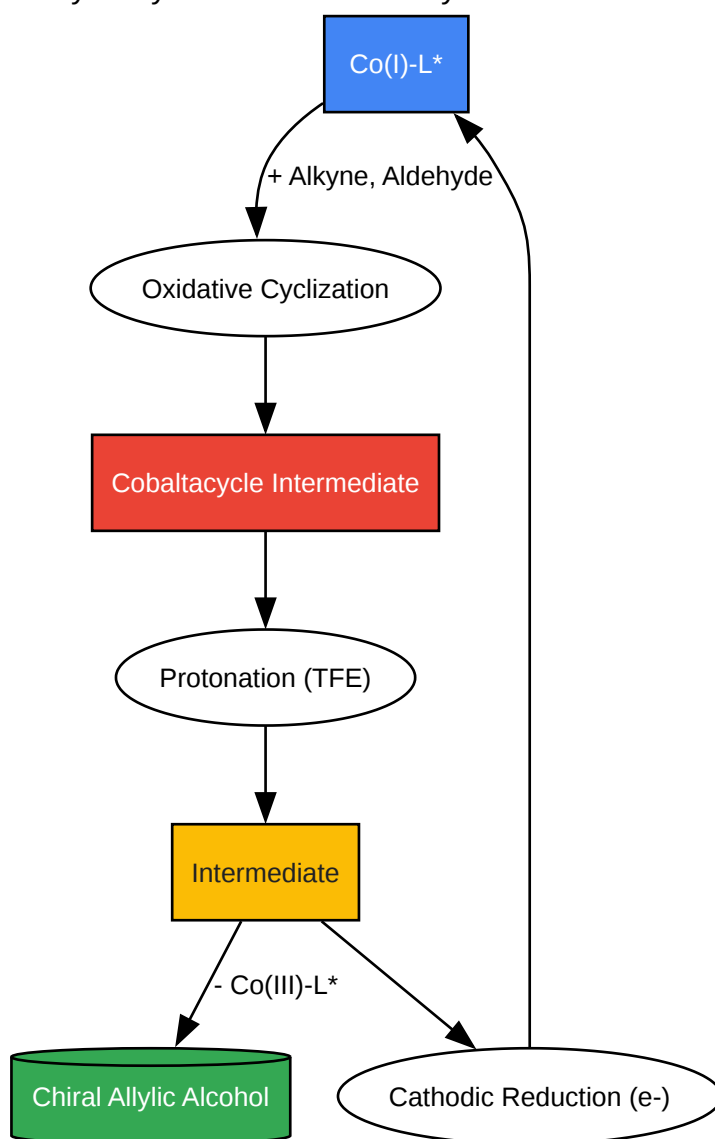 Co(I)-L*
+ Alkyne, Aldehyde
Oxidative Cyclization
Cobaltacycle Intermediate
Protonation (TFE)
Intermediate
- Co(III)-L*
Chiral Allylic Alcohol
Cathodic Reduction (e-)